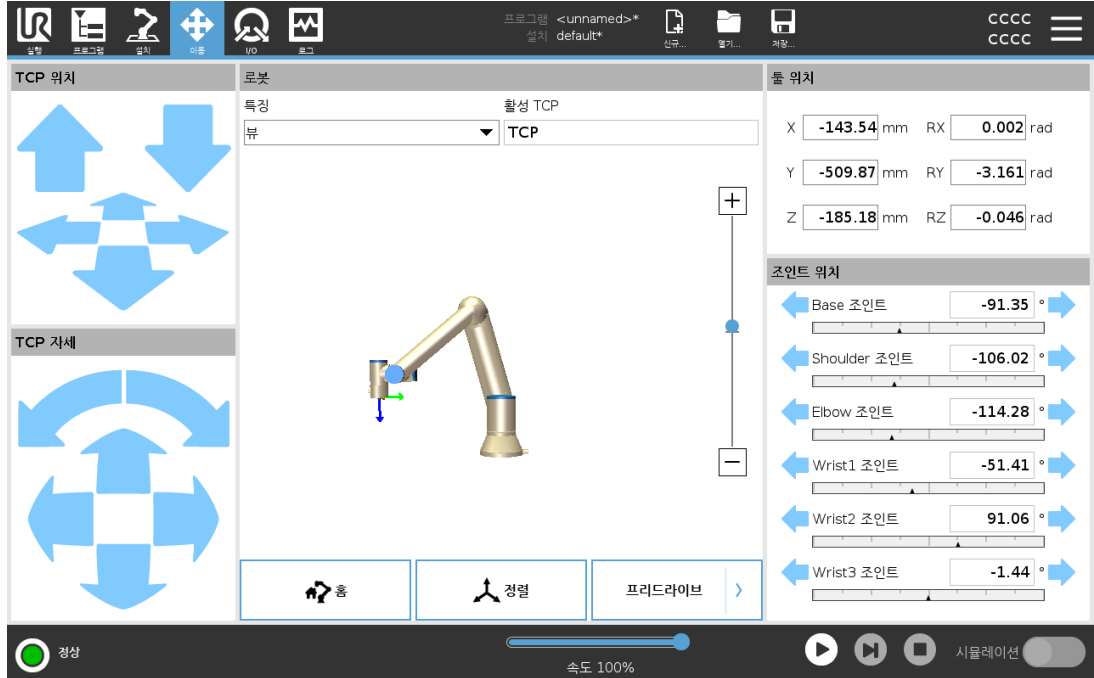 실행
프로그램
설치
이동
I/O
로그
프로그램 <unnamed>*
설치 default*
신규...
열기...
저장...
CCCC
CCCC
TCP 위치
TCP 자세
로봇
특징
활성 TCP
뷰
TCP
+
−
홈
정렬
프리드라이브
툴 위치
X -143.54 mm RX 0.002 rad
Y -509.87 mm RY -3.161 rad
Z -185.18 mm RZ -0.046 rad
조인트 위치
Base 조인트 -91.35 °
Shoulder 조인트 -106.02 °
Elbow 조인트 -114.28 °
Wrist1 조인트 -51.41 °
Wrist2 조인트 91.06 °
Wrist3 조인트 -1.44 °
정상
속도 100%
시뮬레이션